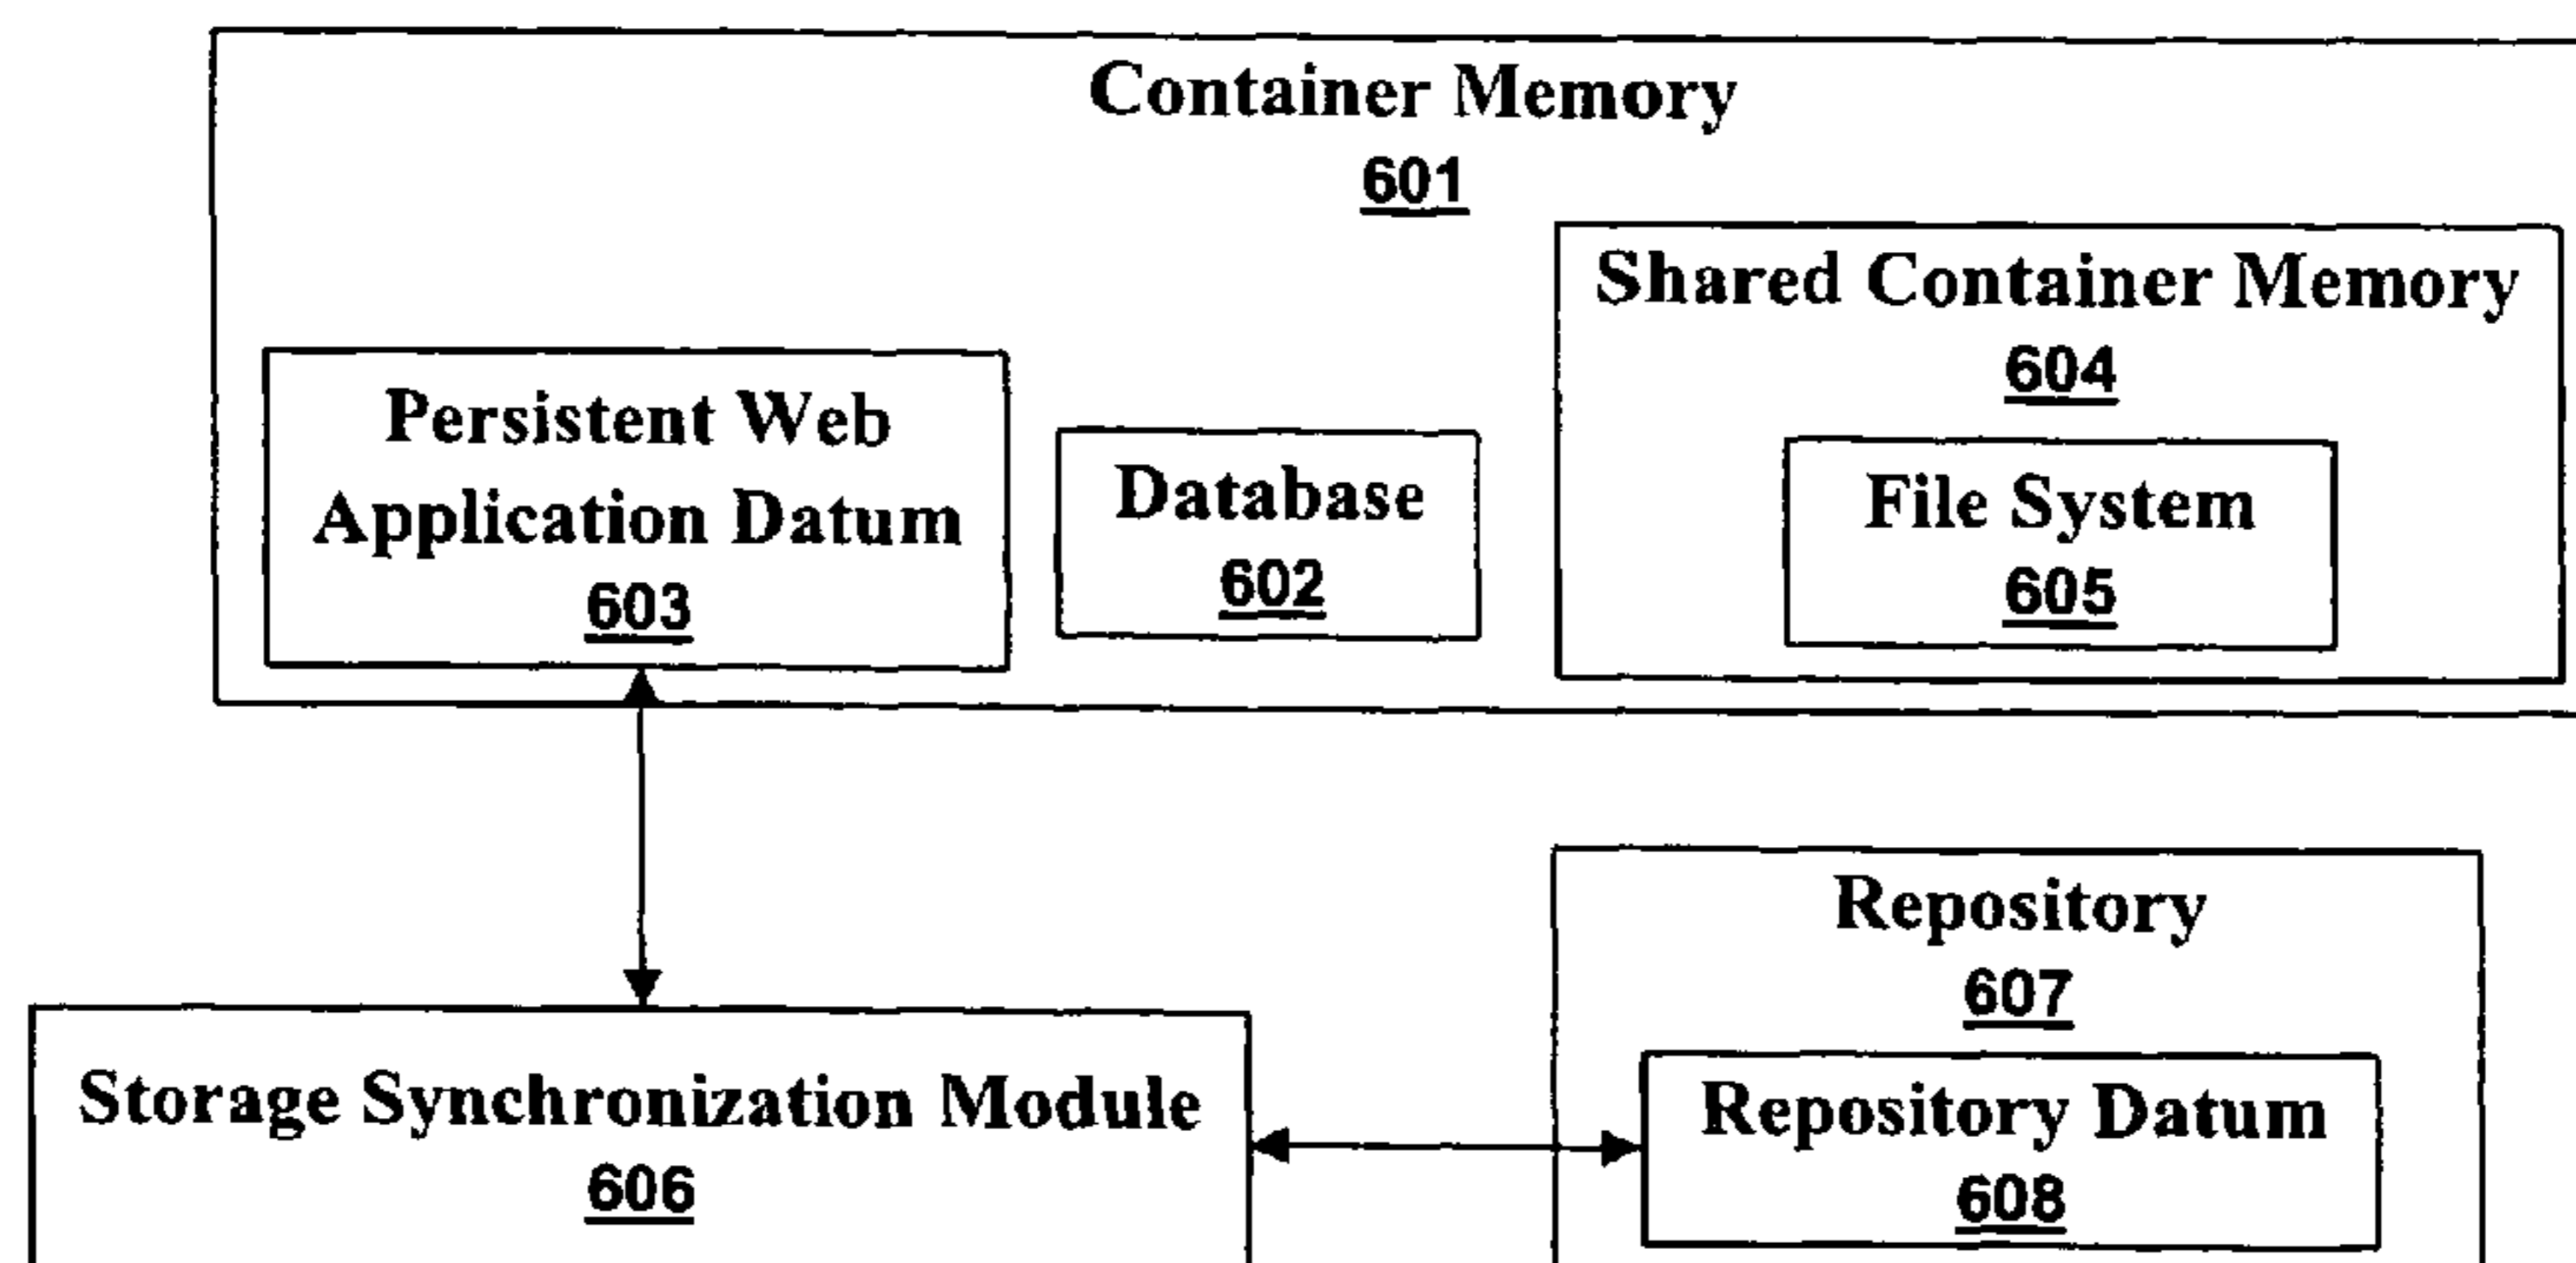 Container Memory
601
Shared Container Memory
604
Persistent Web
Application Datum
603
Database
602
File System
605
Repository
607
Storage Synchronization Module
606
Repository Datum
608